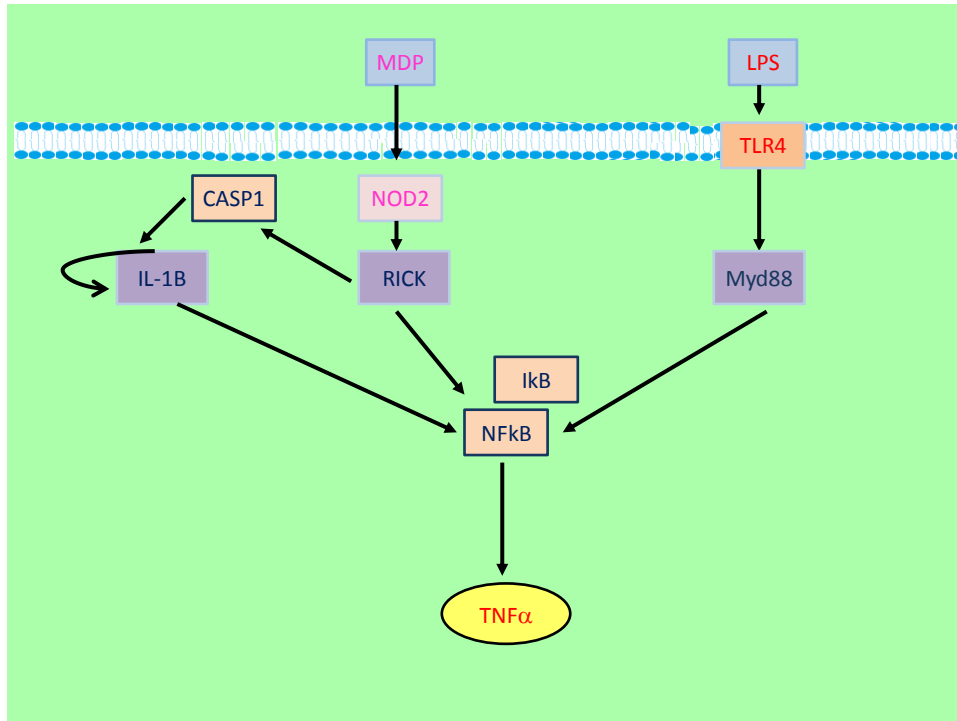 MDP
LPS
TLR4
CASP1
NOD2
IL-1B
RICK
Myd88
IkB
NFkB
TNFα